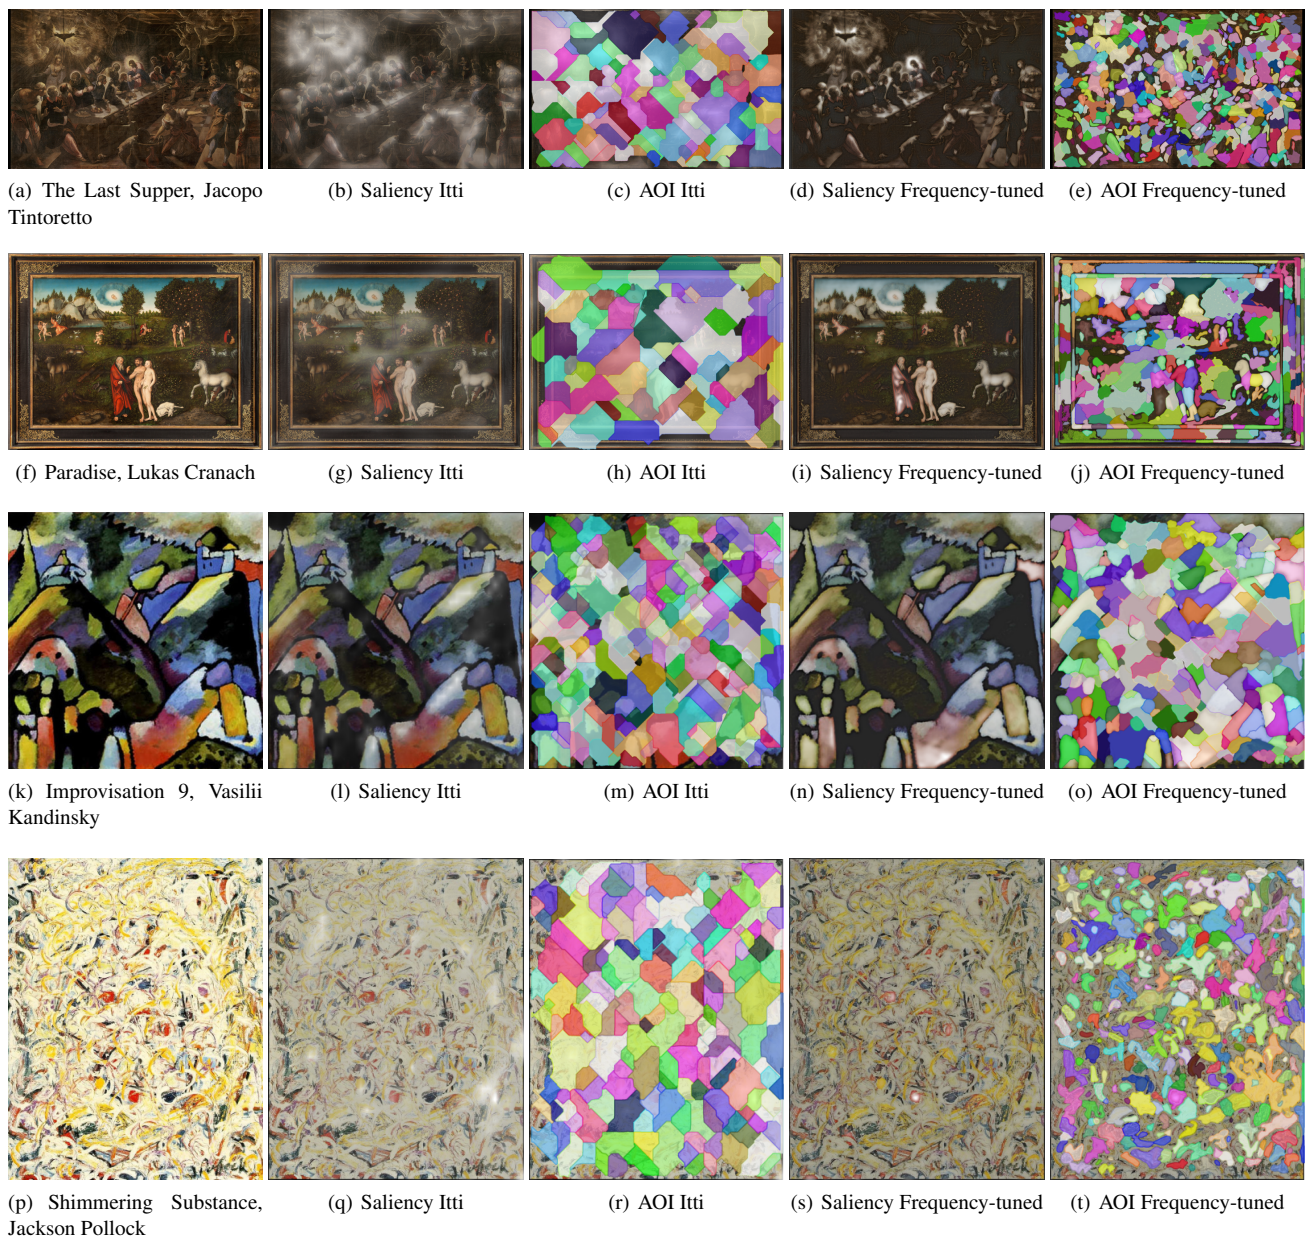 (a) The Last Supper, Jacopo
Tintoretto
(b) Saliency Itti
(c) AOI Itti
(d) Saliency Frequency-tuned
(e) AOI Frequency-tuned
(f) Paradise, Lukas Cranach
(g) Saliency Itti
(h) AOI Itti
(i) Saliency Frequency-tuned
(j) AOI Frequency-tuned
(k) Improvisation 9, Vasilii
Kandinsky
(l) Saliency Itti
(m) AOI Itti
(n) Saliency Frequency-tuned
(o) AOI Frequency-tuned
(p) Shimmering Substance,
Jackson Pollock
(q) Saliency Itti
(r) AOI Itti
(s) Saliency Frequency-tuned
(t) AOI Frequency-tuned